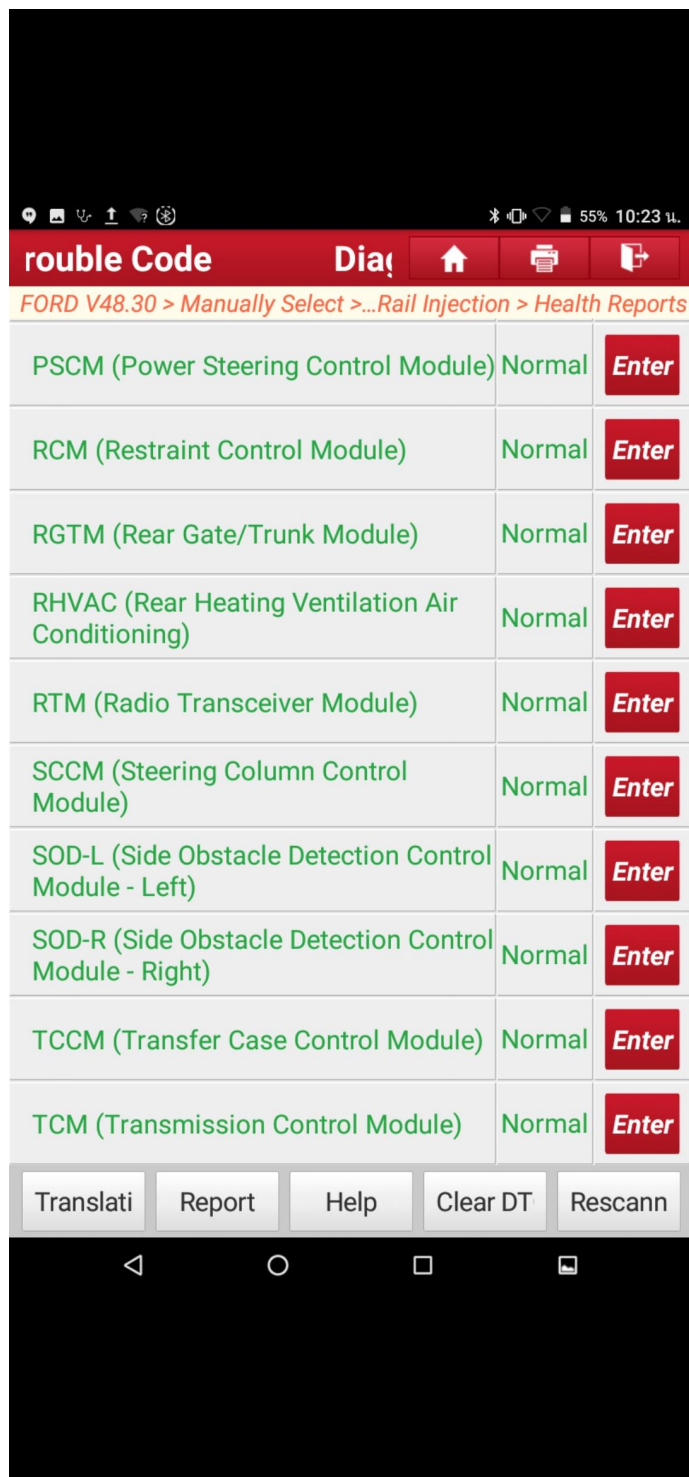 55% 10:23 น.
rouble Code Diag
FORD V48.30 > Manually Select >...Rail Injection > Health Reports
PSCM (Power Steering Control Module) Normal Enter
RCM (Restraint Control Module) Normal Enter
RGTM (Rear Gate/Trunk Module) Normal Enter
RHVAC (Rear Heating Ventilation Air
Conditioning) Normal Enter
RTM (Radio Transceiver Module) Normal Enter
SCCM (Steering Column Control
Module) Normal Enter
SOD-L (Side Obstacle Detection Control
Module - Left) Normal Enter
SOD-R (Side Obstacle Detection Control
Module - Right) Normal Enter
TCCM (Transfer Case Control Module) Normal Enter
TCM (Transmission Control Module) Normal Enter
Translati Report Help Clear DT Rescann